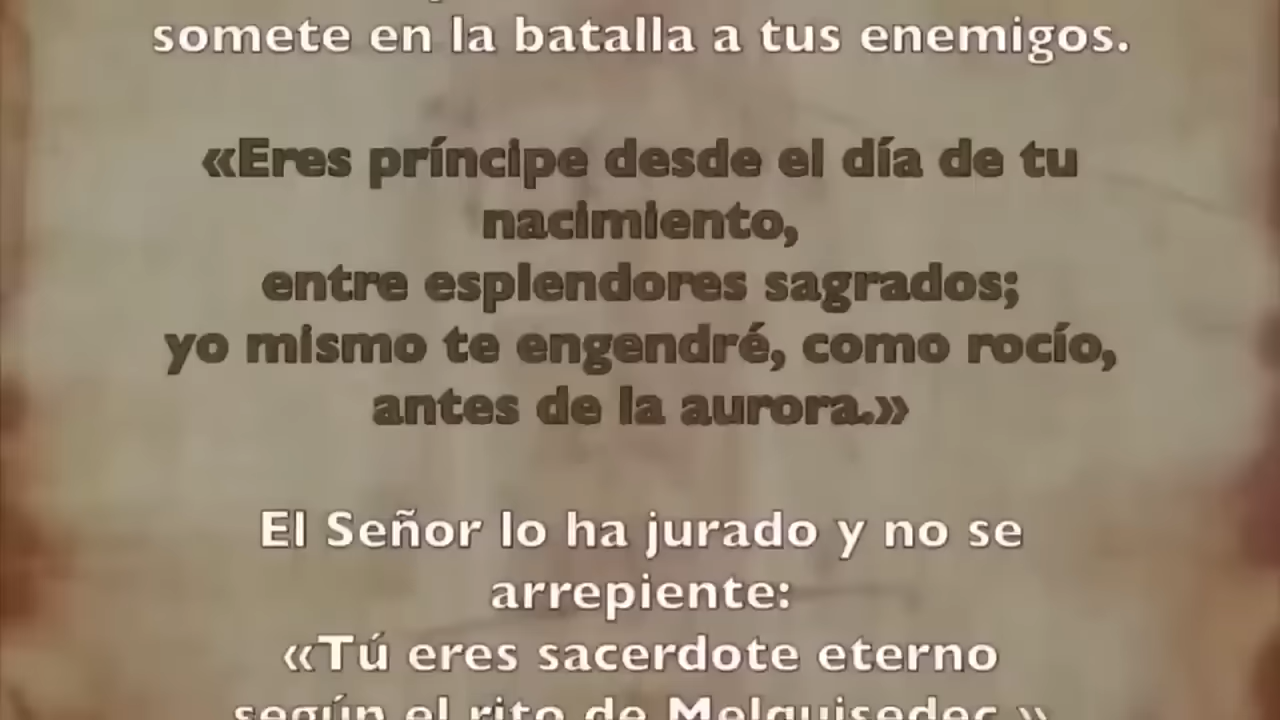 somete en la batalla a tus enemigos.
«Eres príncipe desde el día de tu
nacimiento,
entre esplendores sagrados;
yo mismo te engendré, como rocío,
antes de la aurora.»
El Señor lo ha jurado y no se
arrepiente:
«Tú eres sacerdote eterno
según el rito de Melquisedec.»